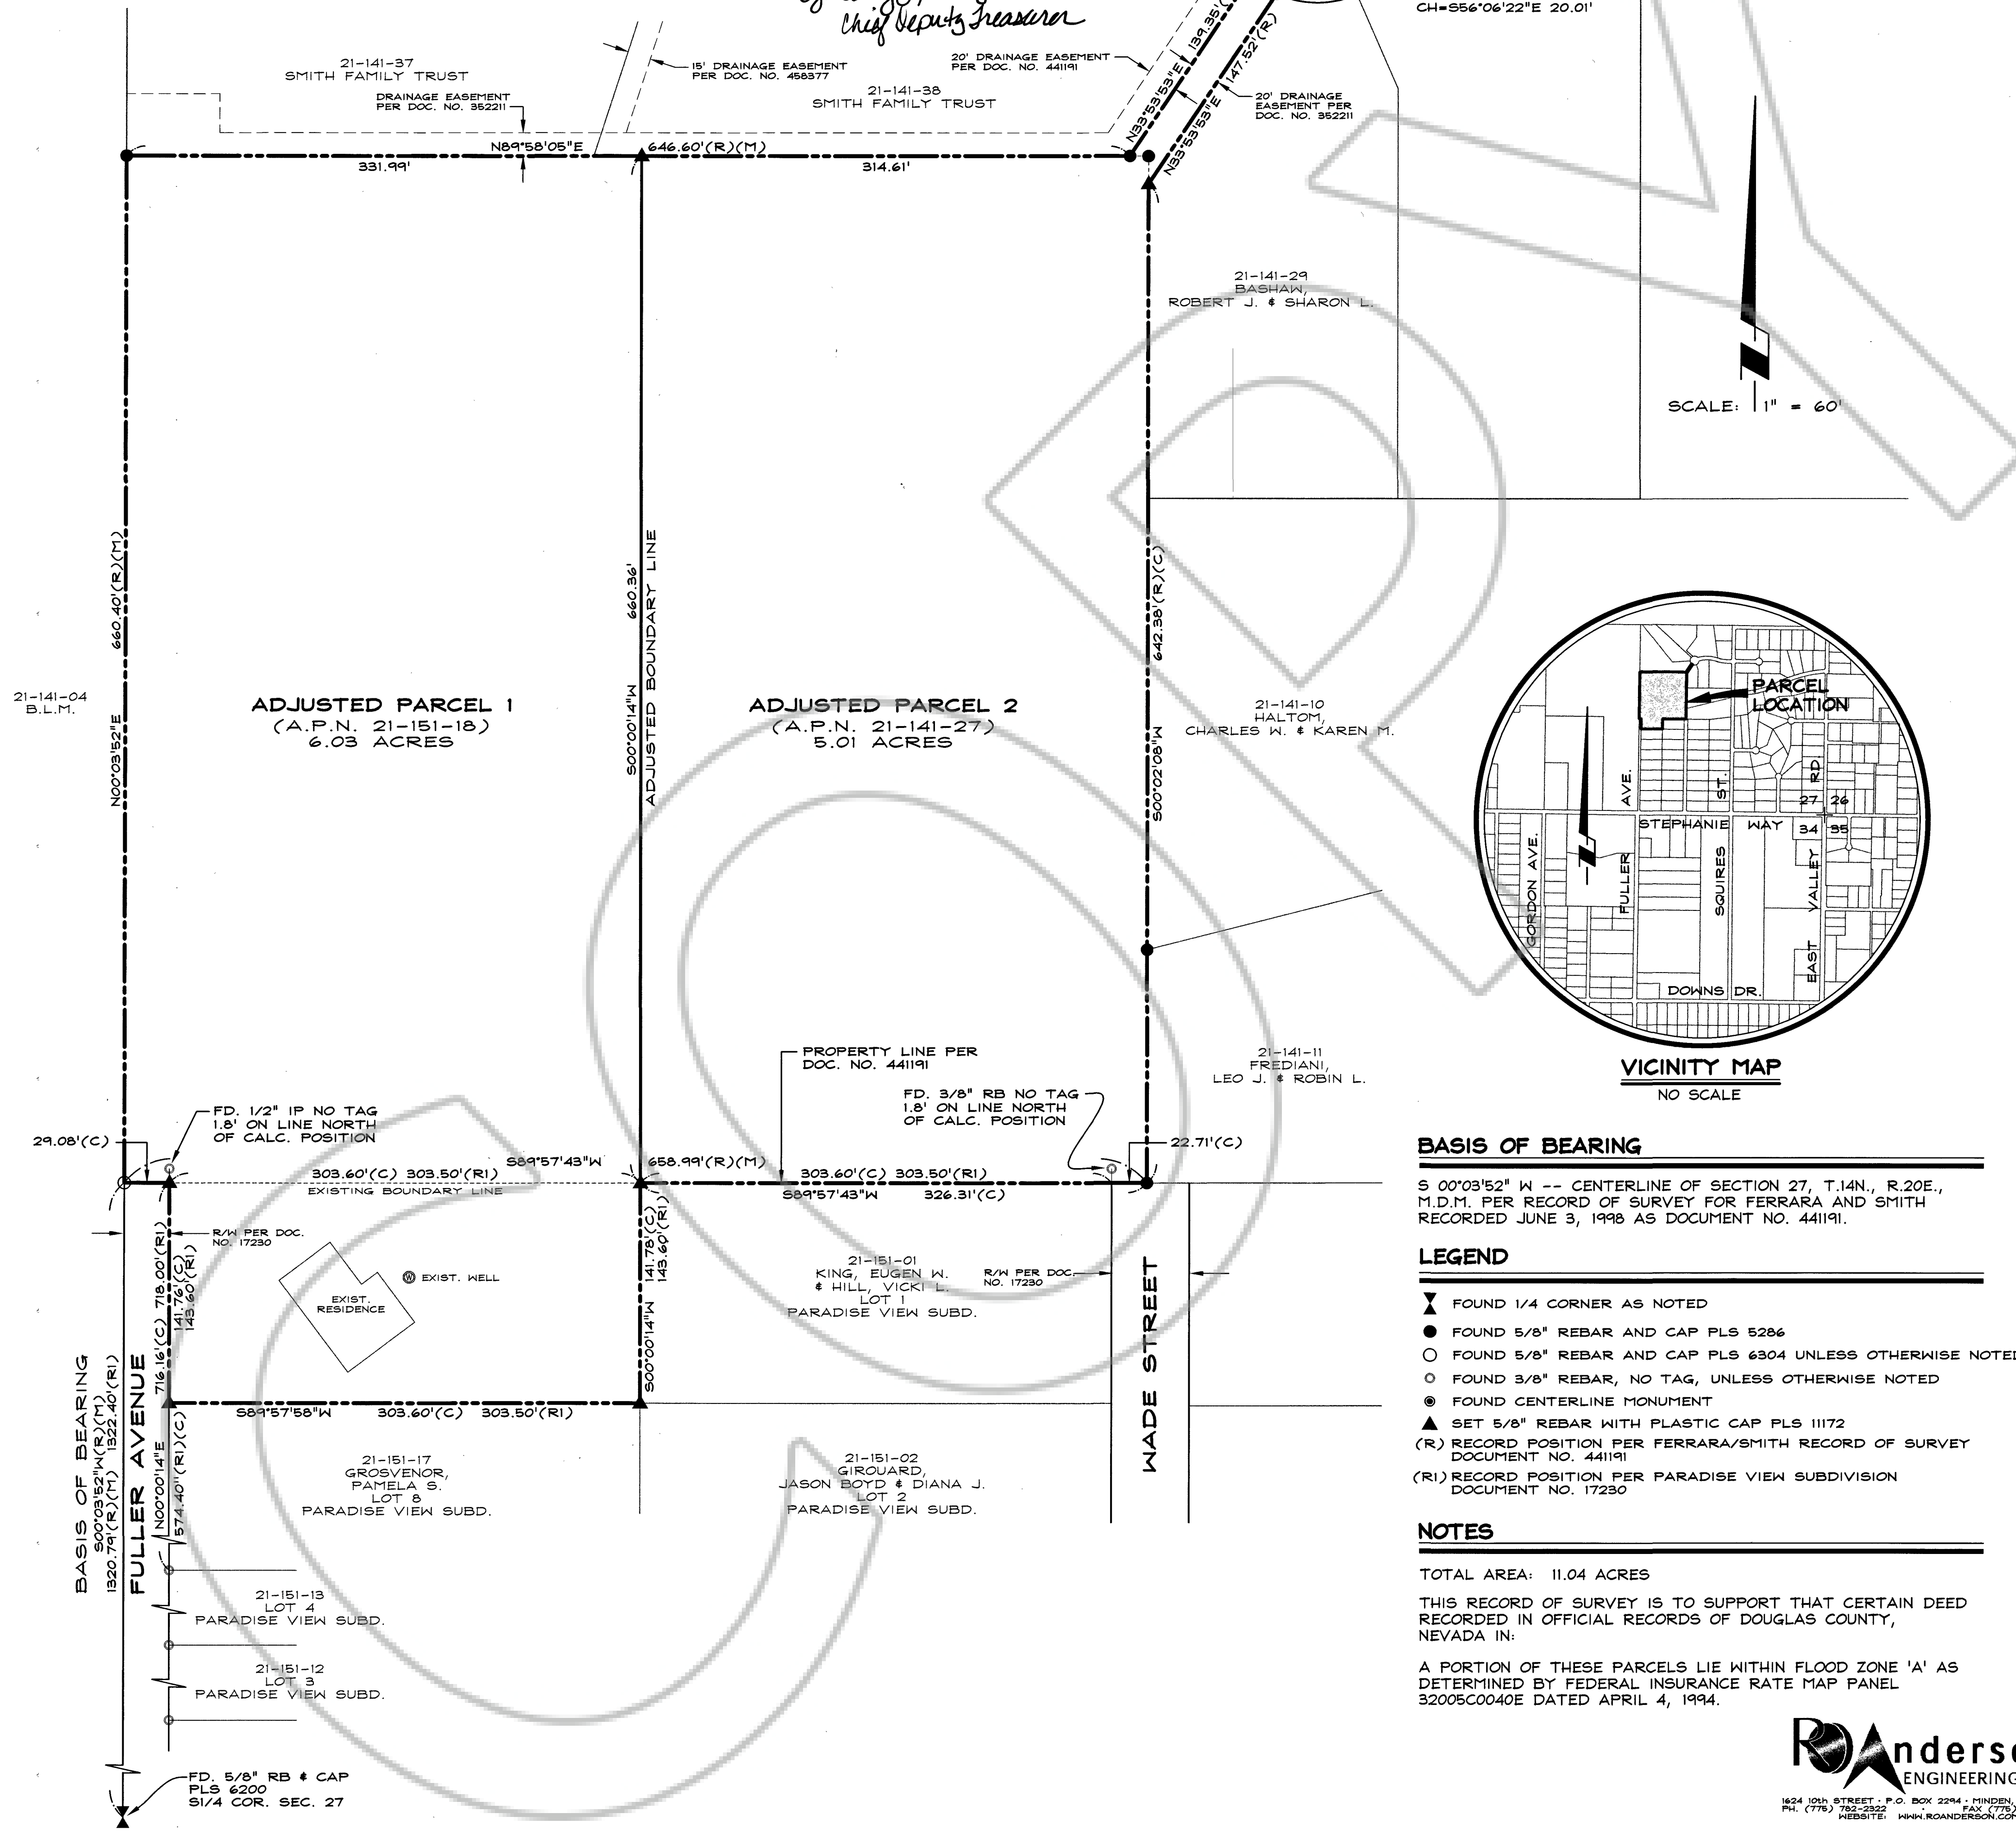 Chief Deputy Treasurer
CH=S56°06'22"E 20.01'
21-141-37
SMITH FAMILY TRUST
DRAINAGE EASEMENT
PER DOC. NO. 352211
15' DRAINAGE EASEMENT
PER DOC. NO. 458377
20' DRAINAGE EASEMENT
PER DOC. NO. 441191
21-141-38
SMITH FAMILY TRUST
N33°53'53"E
139.35'
N33°53'53"E
147.52'(R)
20' DRAINAGE
EASEMENT PER
DOC. NO. 352211
N89°58'05"E
646.60'(R)(M)
331.99'
314.61'
21-141-29
BASHAW,
ROBERT J. & SHARON L.
SCALE: 1" = 60'
N00°03'52"E 660.40'(R)(M)
S00°00'14"W 660.36'
ADJUSTED BOUNDARY LINE
S00°02'08"W 642.38'(R)(C)
21-141-04
B.L.M.
ADJUSTED PARCEL 1
(A.P.N. 21-151-18)
6.03 ACRES
ADJUSTED PARCEL 2
(A.P.N. 21-141-27)
5.01 ACRES
21-141-10
HALTOM,
CHARLES W. & KAREN M.
PARCEL
LOCATION
GORDON AVE.
FULLER AVE.
SQUIRES ST.
EAST VALLEY RD
27 26
STEPHANIE WAY
34 35
DOWNS DR.
VICINITY MAP
NO SCALE
PROPERTY LINE PER
DOC. NO. 441191
FD. 3/8" RB NO TAG
1.8' ON LINE NORTH
OF CALC. POSITION
21-141-11
FREDIANI,
LEO J. & ROBIN L.
FD. 1/2" IP NO TAG
1.8' ON LINE NORTH
OF CALC. POSITION
29.08'(C)
22.71'(C)
S89°57'43"W
658.99'(R)(M)
303.60'(C) 303.50'(R1)
303.60'(C) 303.50'(R1)
EXISTING BOUNDARY LINE
S89°57'43"W 326.31'(C)
R/W PER DOC.
NO. 17230
EXIST. WELL
EXIST.
RESIDENCE
716.16'(C) 718.00'(R1)
141.76'(C)
143.60'(R1)
S00°00'14"W
141.78'(C)
143.60'(R1)
21-151-01
KING, EUGEN W.
& HILL, VICKI L.
LOT 1
PARADISE VIEW SUBD.
R/W PER DOC.
NO. 17230
WADE STREET
S89°57'58"W 303.60'(C) 303.50'(R1)
BASIS OF BEARING
S00°03'52"W(R)(M)
1320.79'(R)(M) 1322.40'(R1)
FULLER AVENUE
N00°00'14"E
574.40''(R1)(C)
21-151-17
GROSVENOR,
PAMELA S.
LOT 8
PARADISE VIEW SUBD.
21-151-02
GIROUARD,
JASON BOYD & DIANA J.
LOT 2
PARADISE VIEW SUBD.
21-151-13
LOT 4
PARADISE VIEW SUBD.
21-151-12
LOT 3
PARADISE VIEW SUBD.
FD. 5/8" RB & CAP
PLS 6200
S1/4 COR. SEC. 27
BASIS OF BEARING
S 00°03'52" W -- CENTERLINE OF SECTION 27, T.14N., R.20E.,
M.D.M. PER RECORD OF SURVEY FOR FERRARA AND SMITH
RECORDED JUNE 3, 1998 AS DOCUMENT NO. 441191.
LEGEND
FOUND 1/4 CORNER AS NOTED
FOUND 5/8" REBAR AND CAP PLS 5286
FOUND 5/8" REBAR AND CAP PLS 6304 UNLESS OTHERWISE NOTED
FOUND 3/8" REBAR, NO TAG, UNLESS OTHERWISE NOTED
FOUND CENTERLINE MONUMENT
SET 5/8" REBAR WITH PLASTIC CAP PLS 11172
(R) RECORD POSITION PER FERRARA/SMITH RECORD OF SURVEY
DOCUMENT NO. 441191
(R1) RECORD POSITION PER PARADISE VIEW SUBDIVISION
DOCUMENT NO. 17230
NOTES
TOTAL AREA: 11.04 ACRES
THIS RECORD OF SURVEY IS TO SUPPORT THAT CERTAIN DEED
RECORDED IN OFFICIAL RECORDS OF DOUGLAS COUNTY,
NEVADA IN:
A PORTION OF THESE PARCELS LIE WITHIN FLOOD ZONE 'A' AS
DETERMINED BY FEDERAL INSURANCE RATE MAP PANEL
32005C0040E DATED APRIL 4, 1994.
ROAnderso
ENGINEERING
1624 10th STREET · P.O. BOX 2294 · MINDEN,
PH. (775) 782-2322 · FAX (775)
WEBSITE: WWW.ROANDERSON.COM
COPY